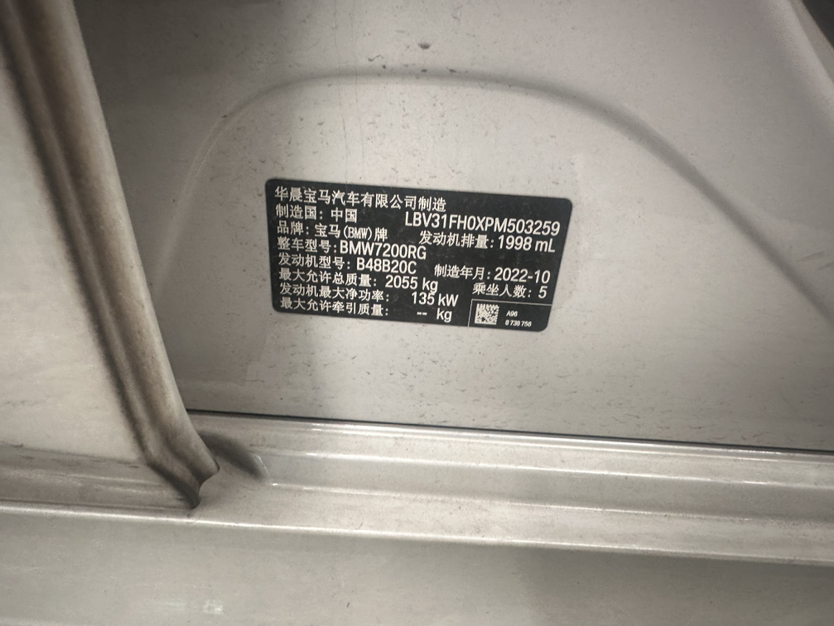 华晨宝马汽车有限公司制造
制造国: 中国 LBV31FH0XPM503259
品牌: 宝马(BMW)牌 发动机排量: 1998 mL
整车型号: BMW7200RG
发动机型号: B48B20C 制造年月: 2022-10
最大允许总质量: 2055 kg 乘坐人数: 5
发动机最大净功率: 135 kW
最大允许牵引质量: -- kg
A96
9 736 756